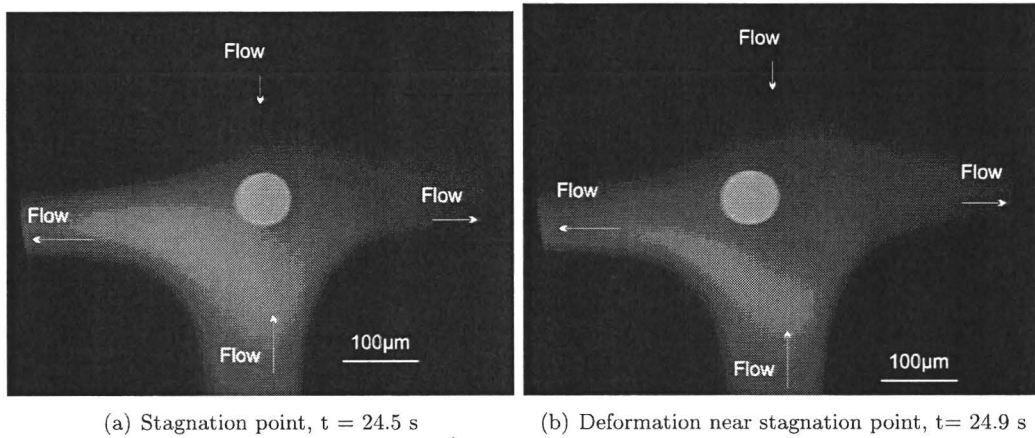 Flow
Flow
Flow
Flow
100μm
Flow
Flow
Flow
Flow
100μm
(a) Stagnation point, t = 24.5 s
(b) Deformation near stagnation point, t= 24.9 s